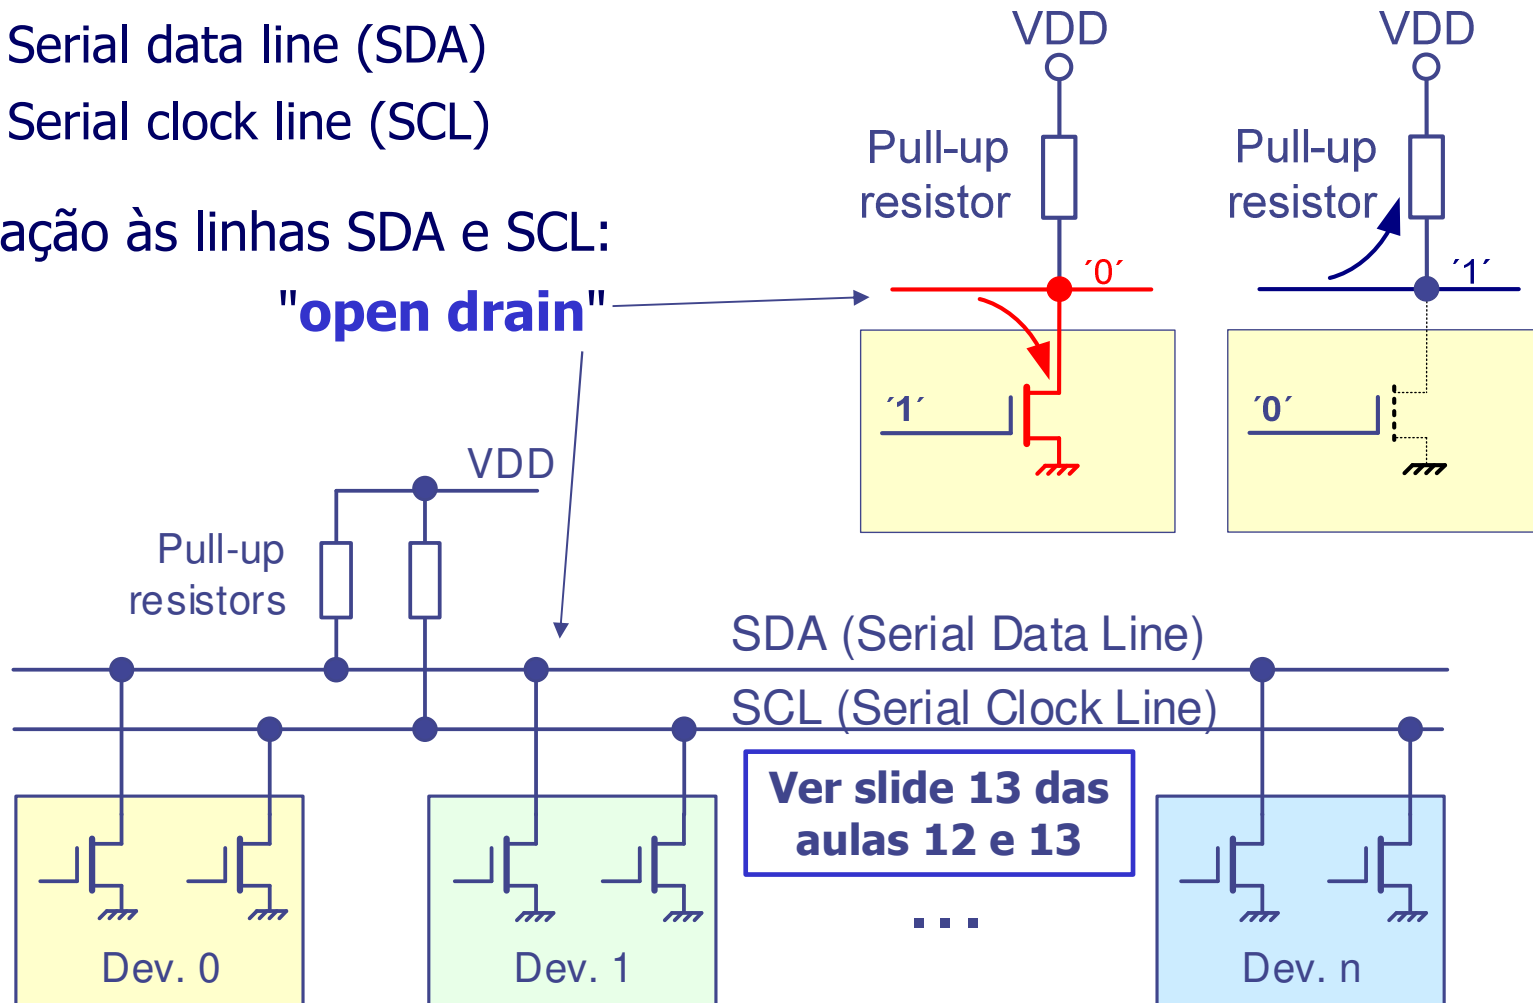 Serial data line (SDA)
Serial clock line (SCL)
ação às linhas SDA e SCL:
"open drain"
VDD
Pull-up
resistor
´0´
´1´
VDD
Pull-up
resistor
´1´
´0´
VDD
Pull-up
resistors
SDA (Serial Data Line)
SCL (Serial Clock Line)
Ver slide 13 das
aulas 12 e 13
...
Dev. 0
Dev. 1
Dev. n